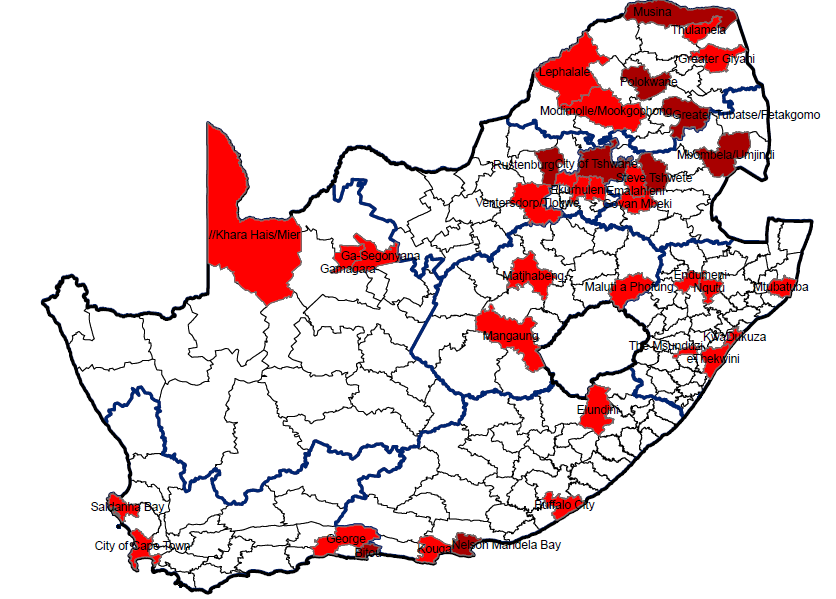 Musina
Thulamela
Greater Giyani
Lephalale
Polokwane
Modimolle/Mookgophong
Greater Tubatse/Fetakgomo
Mbombela/Umjindi
Rustenburg
City of Tshwane
Steve Tshwete
Ekurhuleni
Emalahleni
Ventersdorp/Tlokwe
Govan Mbeki
//Khara Hais/Mier
Ga-Segonyana
Gamagara
Matjhabeng
Maluti a Phofung
Endumeni
Nqutu
Mtubatuba
Mangaung
KwaDukuza
The Msunduzi
eThekwini
Elundini
Saldanha Bay
Buffalo City
City of Cape Town
George
Bitou
Kouga
Nelson Mandela Bay